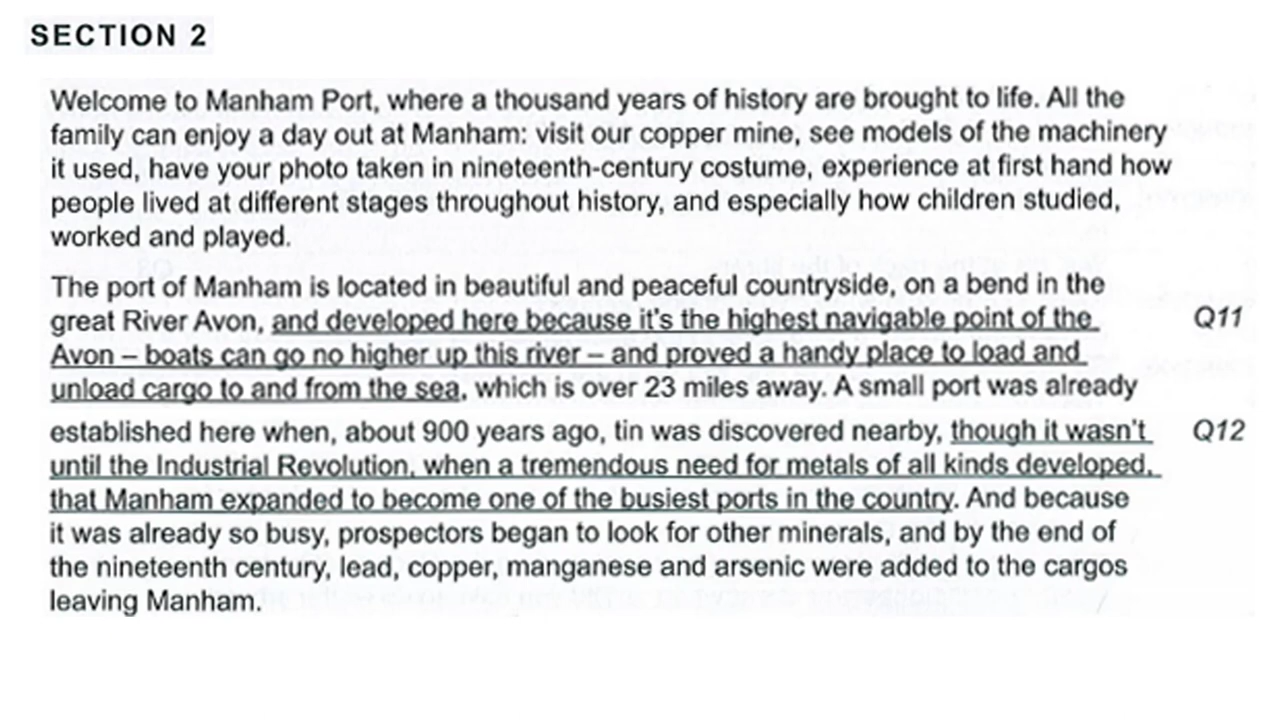 SECTION 2
Welcome to Manham Port, where a thousand years of history are brought to life. All the
family can enjoy a day out at Manham: visit our copper mine, see models of the machinery
it used, have your photo taken in nineteenth-century costume, experience at first hand how
people lived at different stages throughout history, and especially how children studied,
worked and played.
The port of Manham is located in beautiful and peaceful countryside, on a bend in the
great River Avon, and developed here because it's the highest navigable point of the Q11
Avon – boats can go no higher up this river – and proved a handy place to load and
unload cargo to and from the sea, which is over 23 miles away. A small port was already
established here when, about 900 years ago, tin was discovered nearby, though it wasn't Q12
until the Industrial Revolution, when a tremendous need for metals of all kinds developed,
that Manham expanded to become one of the busiest ports in the country. And because
it was already so busy, prospectors began to look for other minerals, and by the end of
the nineteenth century, lead, copper, manganese and arsenic were added to the cargos
leaving Manham.